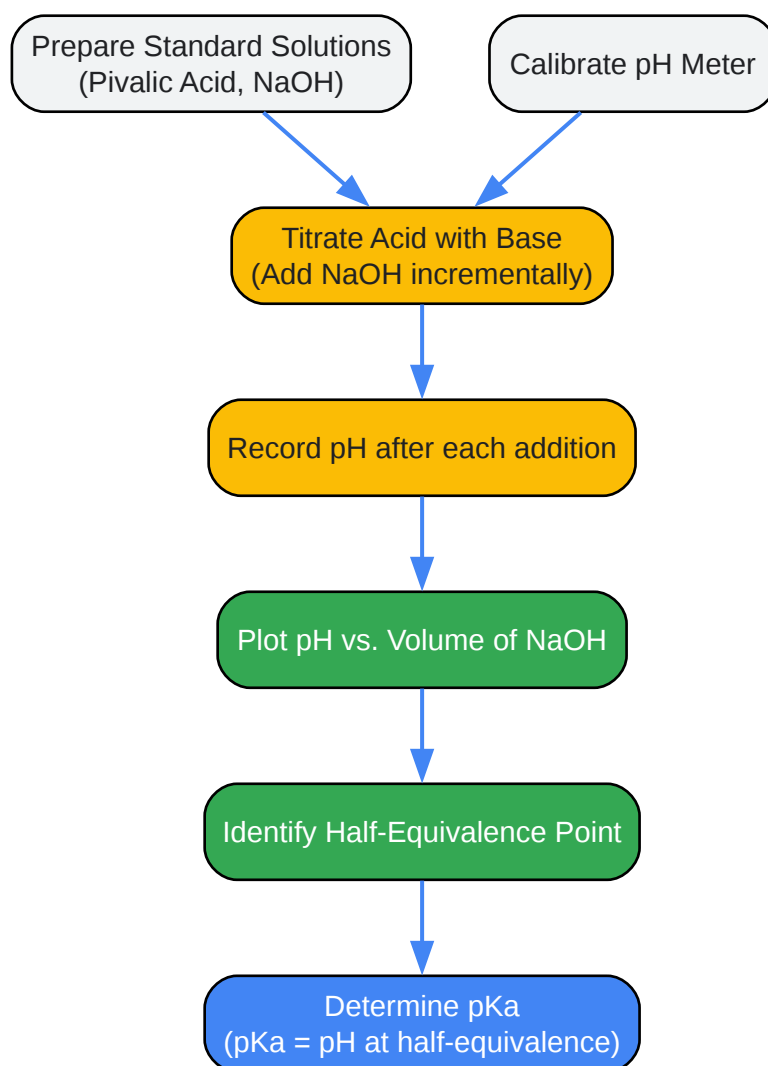 Prepare Standard Solutions
(Pivalic Acid, NaOH)
Calibrate pH Meter
Titrate Acid with Base
(Add NaOH incrementally)
Record pH after each addition
Plot pH vs. Volume of NaOH
Identify Half-Equivalence Point
Determine pKa
(pKa = pH at half-equivalence)